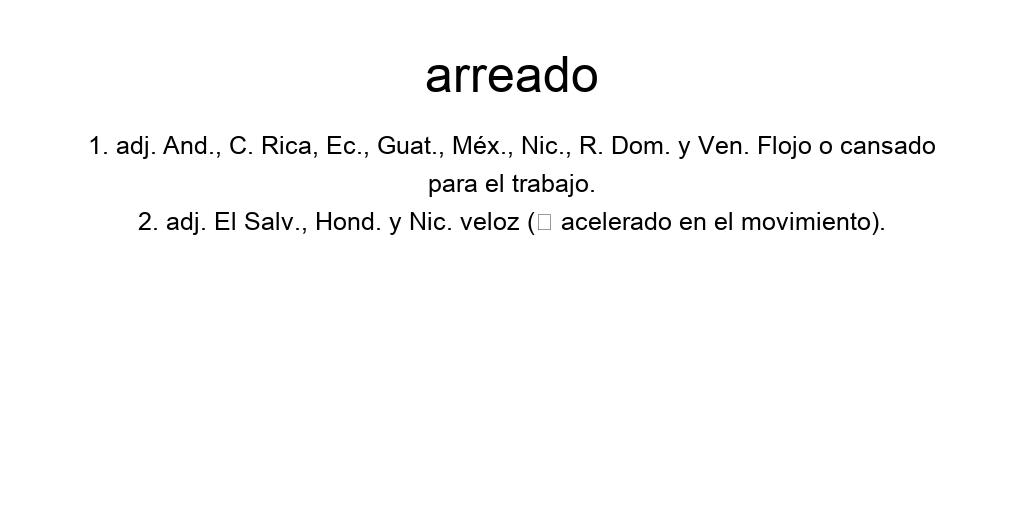 arreado
1. adj. And., C. Rica, Ec., Guat., Méx., Nic., R. Dom. y Ven. Flojo o cansado
para el trabajo.
2. adj. El Salv., Hond. y Nic. veloz (▯ acelerado en el movimiento).